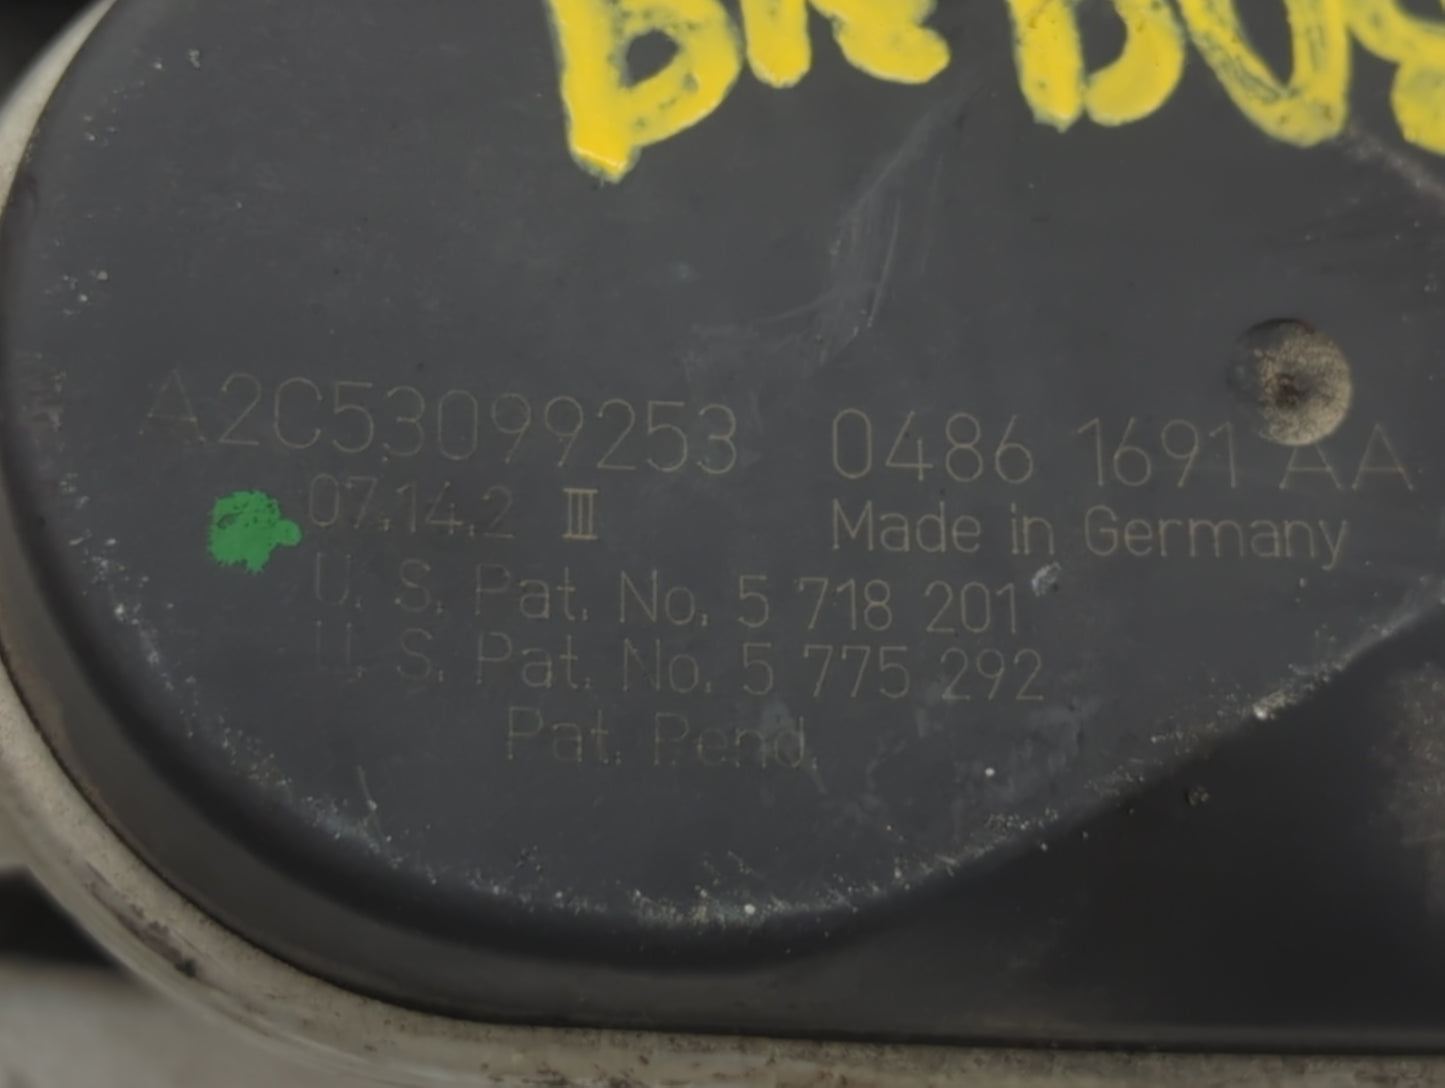 A2C53099253 0486 1691 AA
07.14.2 III Made in Germany
U. S. Pat. No. 5 718 201
U. S. Pat. No. 5 775 292
Pat. Pend.